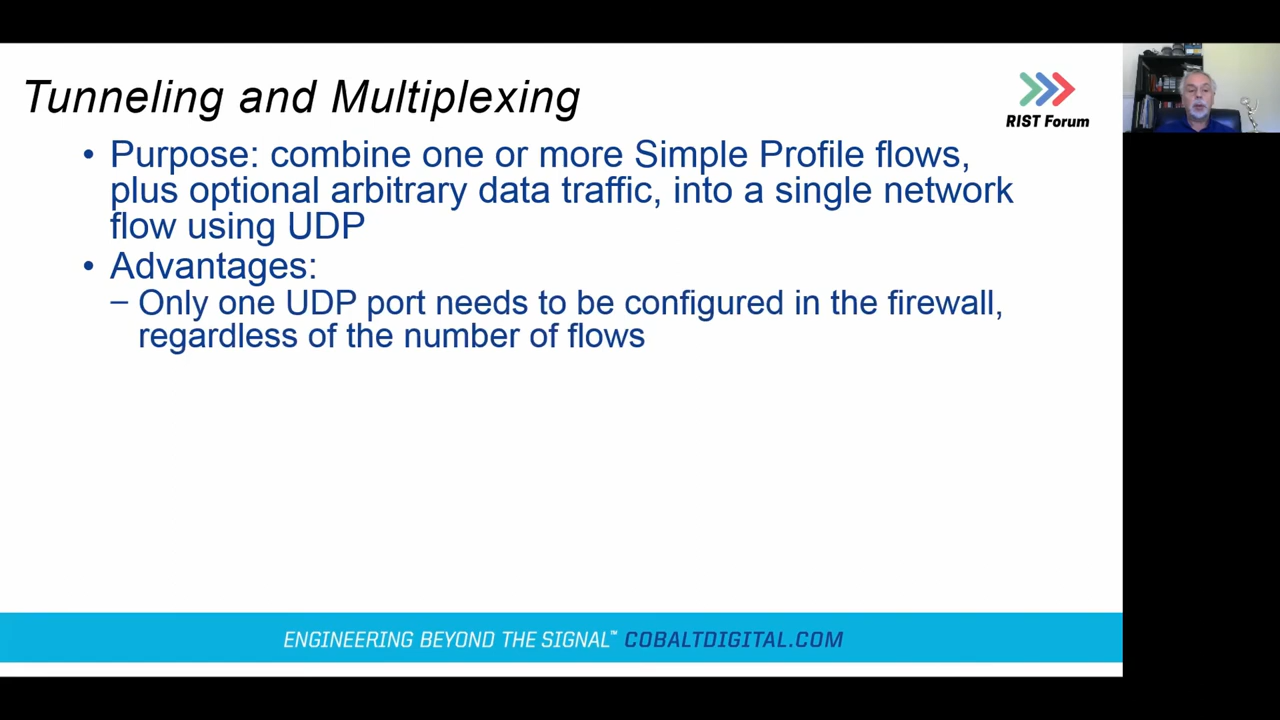 Tunneling and Multiplexing
RIST Forum
• Purpose: combine one or more Simple Profile flows,
plus optional arbitrary data traffic, into a single network
flow using UDP
• Advantages:
– Only one UDP port needs to be configured in the firewall,
regardless of the number of flows
ENGINEERING BEYOND THE SIGNAL™ COBALTDIGITAL.COM